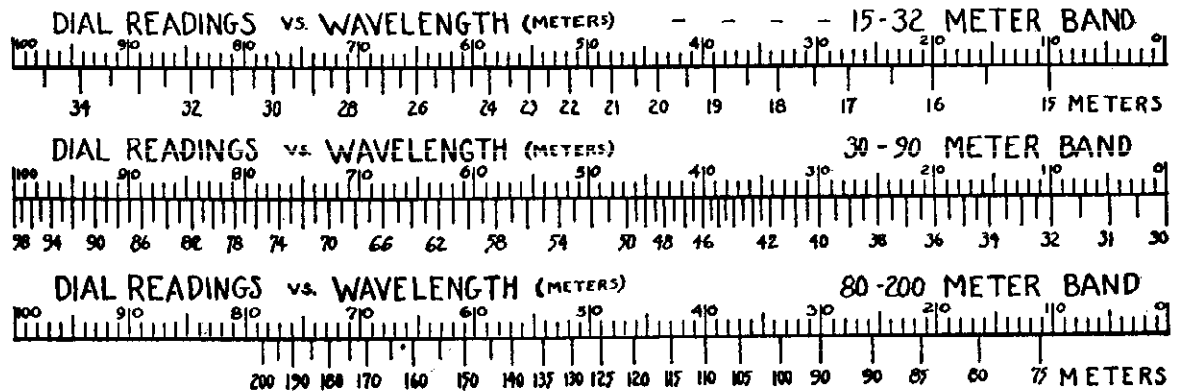 DIAL READINGS vs. WAVELENGTH (METERS) - - - - 15-32 METER BAND
100 90 80 70 60 50 40 30 20 10 0
34 32 30 28 26 24 23 22 21 20 19 18 17 16 15 METERS
DIAL READINGS vs. WAVELENGTH (METERS) 30-90 METER BAND
100 90 80 70 60 50 40 30 20 10 0
98 94 90 86 82 78 74 70 66 62 58 54 50 48 46 44 42 40 38 36 34 32 31 30
DIAL READINGS vs. WAVELENGTH (METERS) 80-200 METER BAND
100 90 80 70 60 50 40 30 20 10 0
200 190 180 170 160 150 140 135 130 125 120 115 110 105 100 90 90 85 80 75 METERS